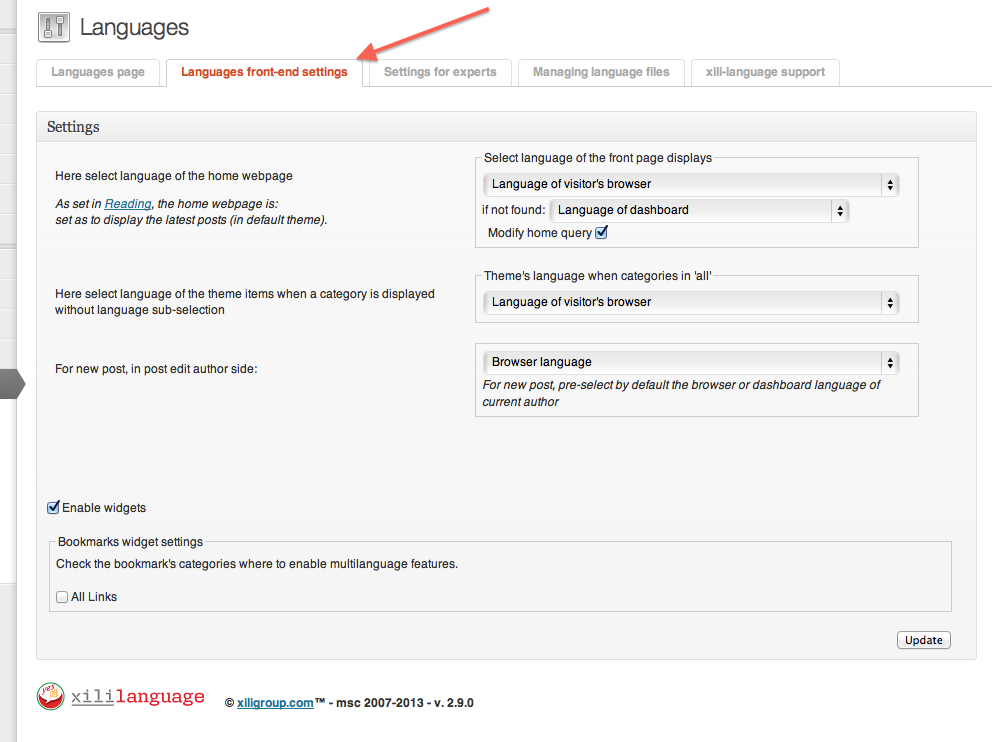 Languages
Languages page
Languages front-end settings
Settings for experts
Managing language files
xili-language support
Settings
Here select language of the home webpage
As set in Reading, the home webpage is:
set as to display the latest posts (in default theme).
Select language of the front page displays
Language of visitor's browser
if not found: Language of dashboard
Modify home query
Here select language of the theme items when a category is displayed
without language sub-selection
Theme's language when categories in 'all'
Language of visitor's browser
For new post, in post edit author side:
Browser language
For new post, pre-select by default the browser or dashboard language of
current author
Enable widgets
Bookmarks widget settings
Check the bookmark's categories where to enable multilanguage features.
All Links
Update
xililanguage
© xiligroup.com™ - msc 2007-2013 - v. 2.9.0